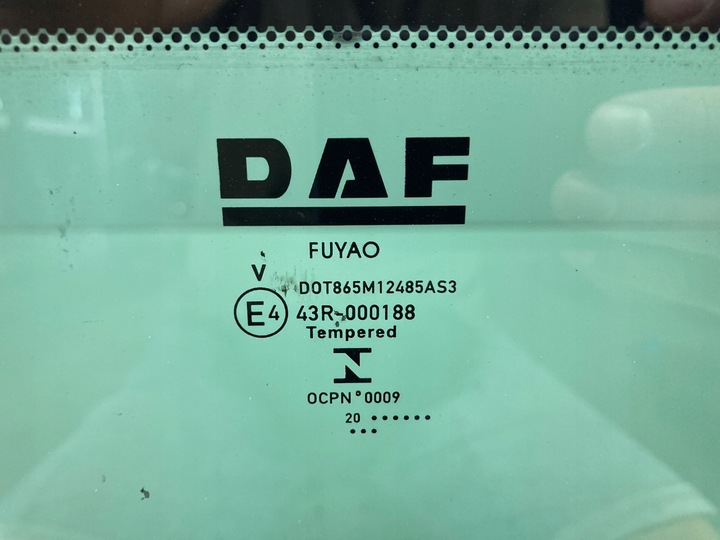 DAF
FUYAO
V
DOT865M12485AS3
E4 43R-000188
Tempered
OCPN°0009
20 ••••••
•••